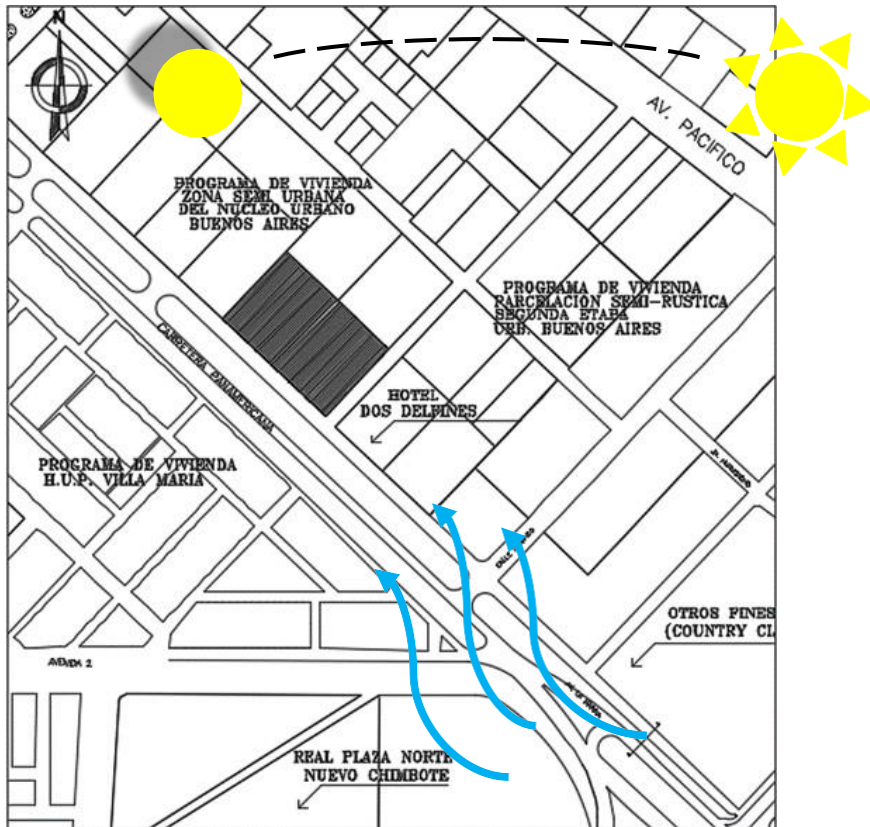 N
AV. PACIFICO
PROGRAMA DE VIVIENDA
ZONA SEMI URBANA
DEL NUCLEO URBANO
BUENOS AIRES
PROGRAMA DE VIVIENDA
PARCELACION SEMI-RUSTICA
SEGUNDA ETAPA
URB. BUENOS AIRES
CARRETERA PANAMERICANA
HOTEL
DOS DELFINES
PROGRAMA DE VIVIENDA
H.U.P. VILLA MARIA
CALLE
OTROS FINES
(COUNTRY CL
AVENIDA 2
REAL PLAZA NORTE
NUEVO CHIMBOTE